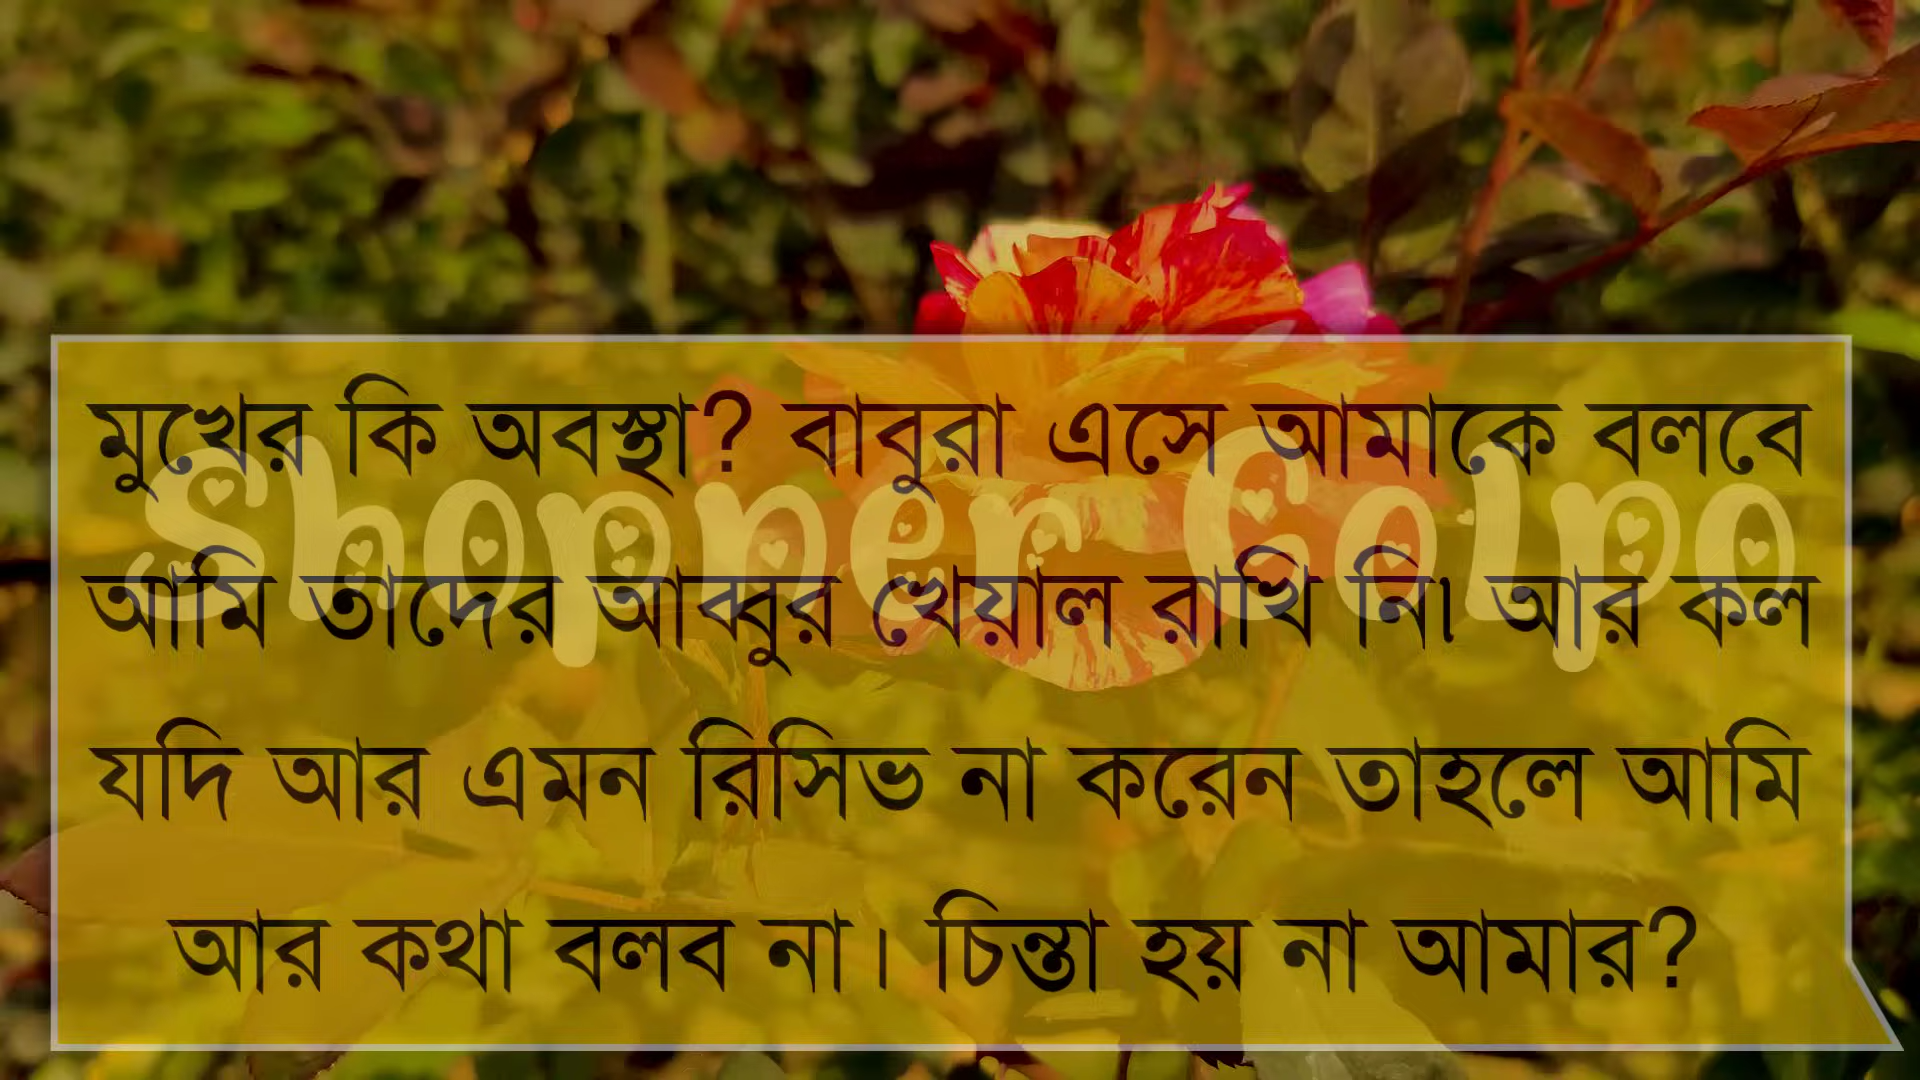 মুখের কি অবস্থা? বাবুরা এসে আমাকে বলবে
Shopner Golpo
আমি তাদের আব্বুর খেয়াল রাখি নি৷ আর কল
যদি আর এমন রিসিভ না করেন তাহলে আমি
আর কথা বলব না। চিন্তা হয় না আমার?